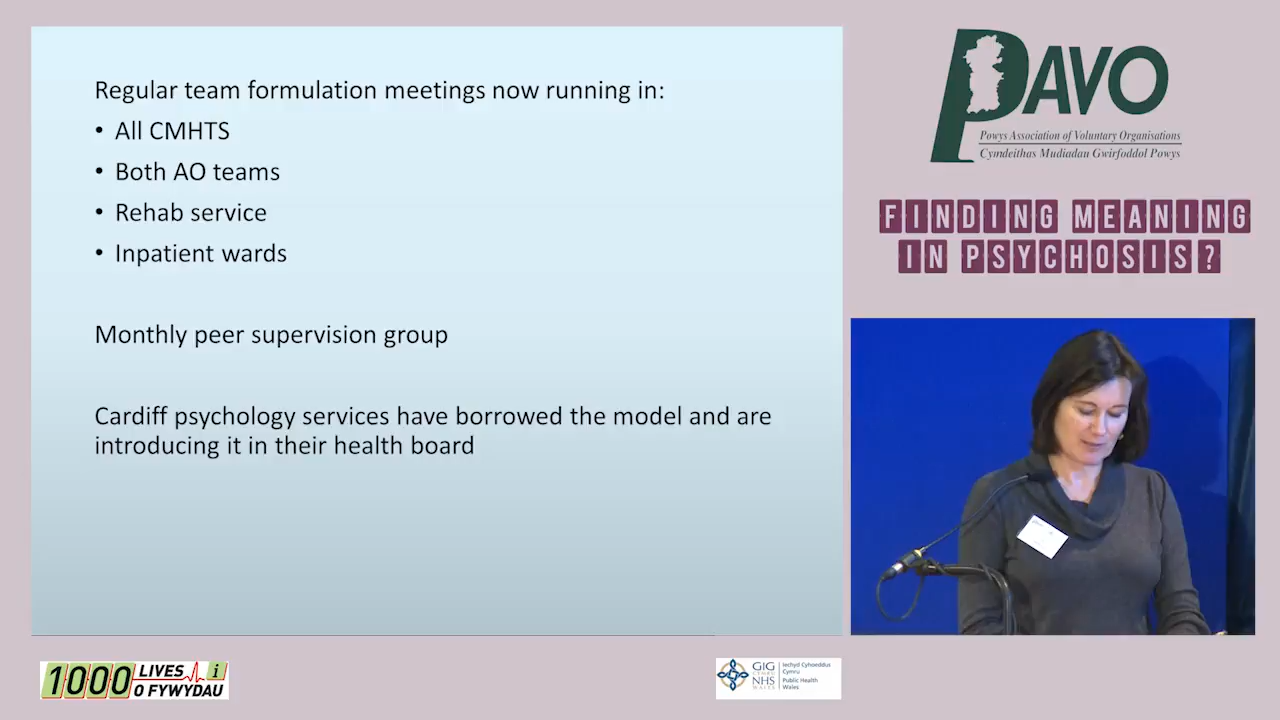 Regular team formulation meetings now running in:
• All CMHTS
• Both AO teams
• Rehab service
• Inpatient wards
Monthly peer supervision group
Cardiff psychology services have borrowed the model and are
introducing it in their health board
PAVO
Powys Association of Voluntary Organisations
Cymdeithas Mudiadau Gwirfoddol Powys
FINDING MEANING
IN PSYCHOSIS?
1000 LIVES i
O FYWYDAU
GIG
CYMRU
NHS
WALES
Iechyd Cyhoeddus
Cymru
Public Health
Wales